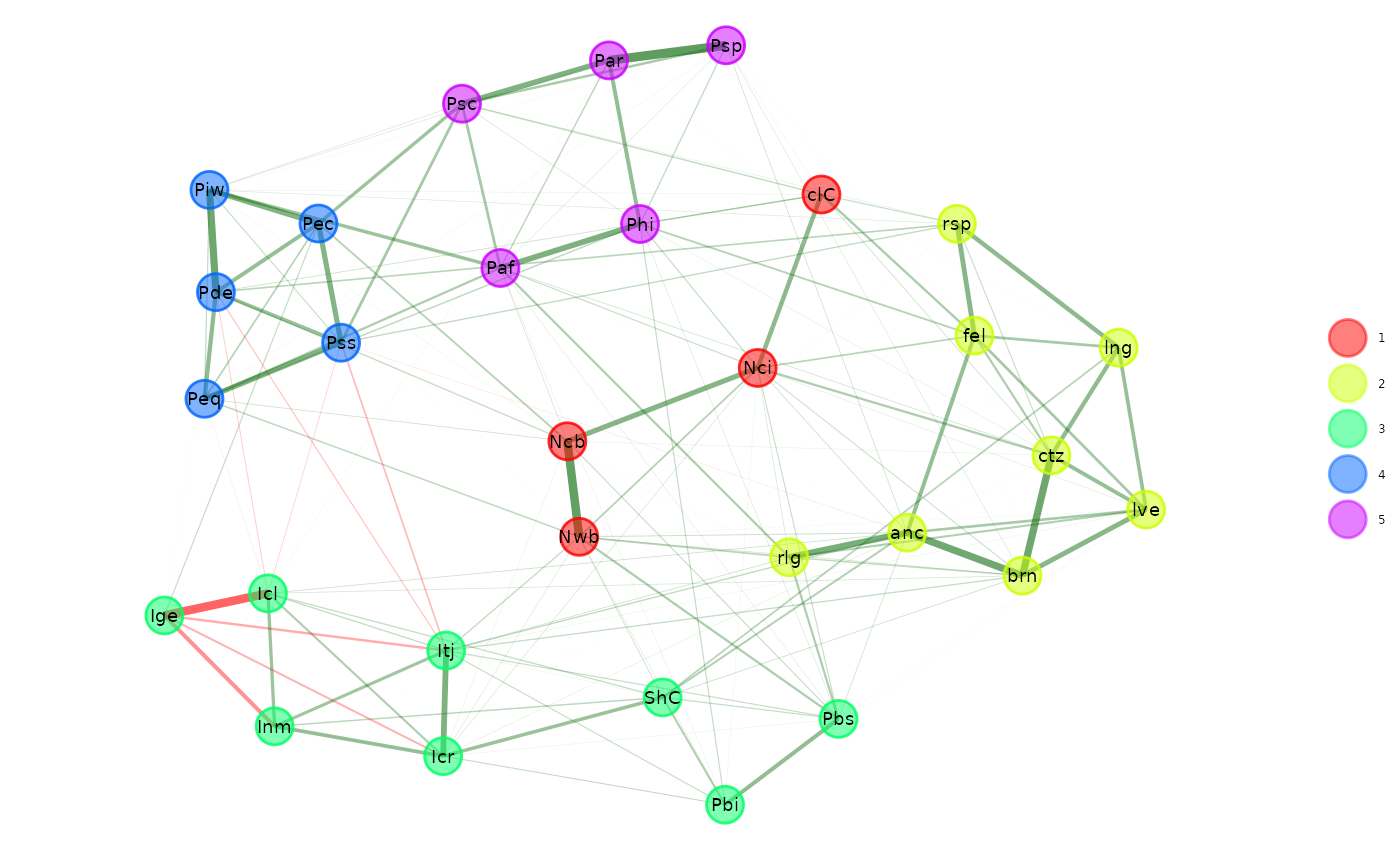 Psp
Par
Psc
Piw
clC
Pec
Phi
rsp
Paf
Pde
fel
Pss
lng
Nci
Peq
Ncb
ctz
lve
anc
Nwb
rlg
brn
Icl
Ige
Itj
ShC
Pbs
Inm
Icr
Pbi
1
2
3
4
5